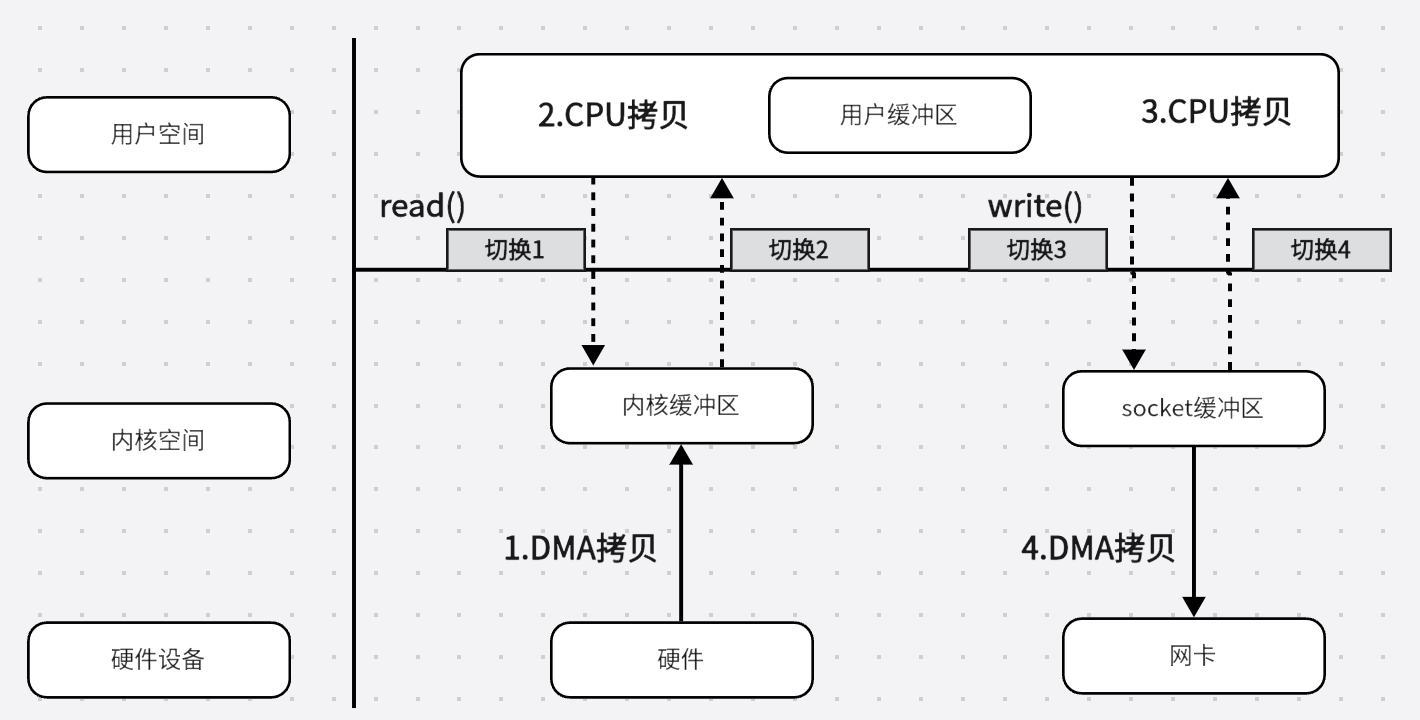 用户空间
2.CPU拷贝
用户缓冲区
3.CPU拷贝
read()
write()
切换1
切换2
切换3
切换4
内核空间
内核缓冲区
socket缓冲区
1.DMA拷贝
4.DMA拷贝
硬件设备
硬件
网卡